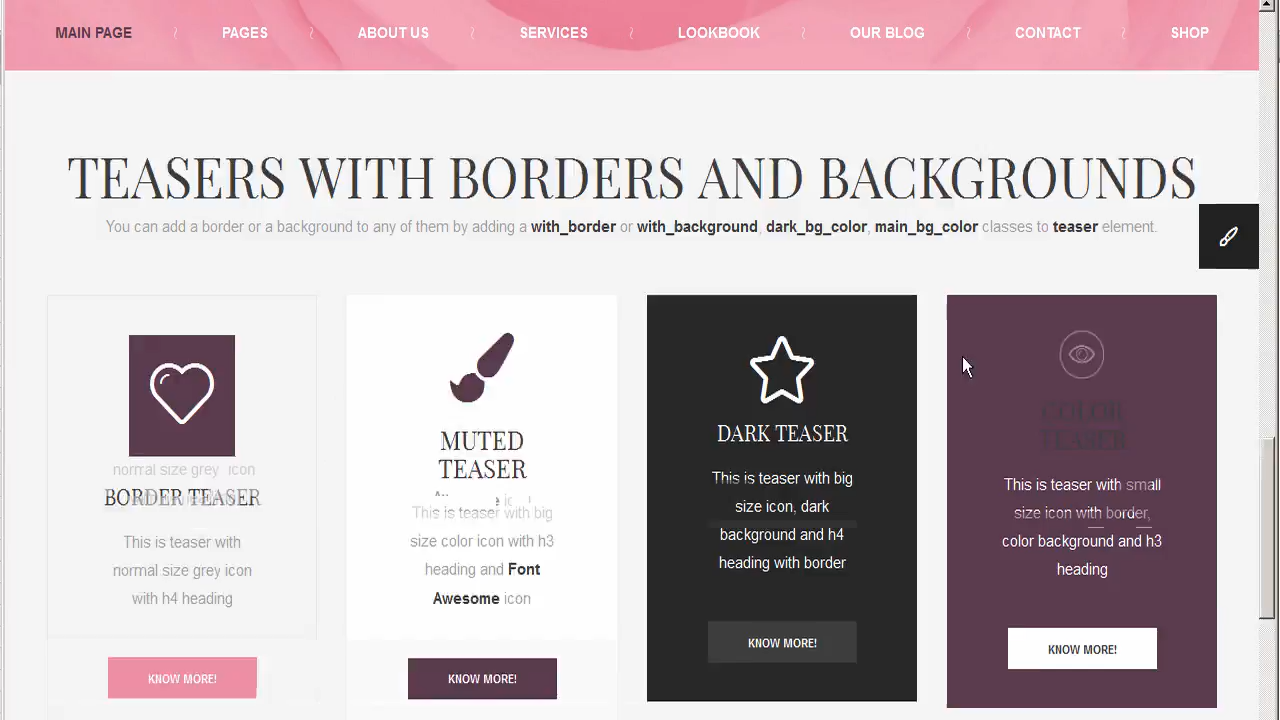 MAIN PAGE PAGES ABOUT US SERVICES LOOKBOOK OUR BLOG CONTACT SHOP
TEASERS WITH BORDERS AND BACKGROUNDS
You can add a border or a background to any of them by adding a with_border or with_background, dark_bg_color, main_bg_color classes to teaser element.
normal size grey icon
BORDER TEASER
This is teaser with
normal size grey icon
with h4 heading
KNOW MORE!
MUTED
TEASER
This is teaser with big
size color icon with h3
heading and Font
Awesome icon
KNOW MORE!
DARK TEASER
This is teaser with big
size icon, dark
background and h4
heading with border
KNOW MORE!
COLOR
TEASER
This is teaser with small
size icon with border,
color background and h3
heading
KNOW MORE!